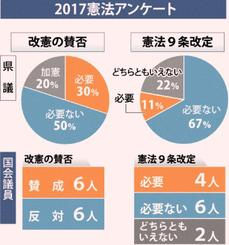 2017憲法アンケート
改憲の賛否
憲法9条改定
県議
加憲
20%
必要
30%
必要ない
50%
どちらともいえない
22%
必要
11%
必要ない
67%
国会議員
改憲の賛否
賛成 6人
反対 6人
憲法9条改定
必要 4人
必要ない 6人
どちらとも
いえない 2人